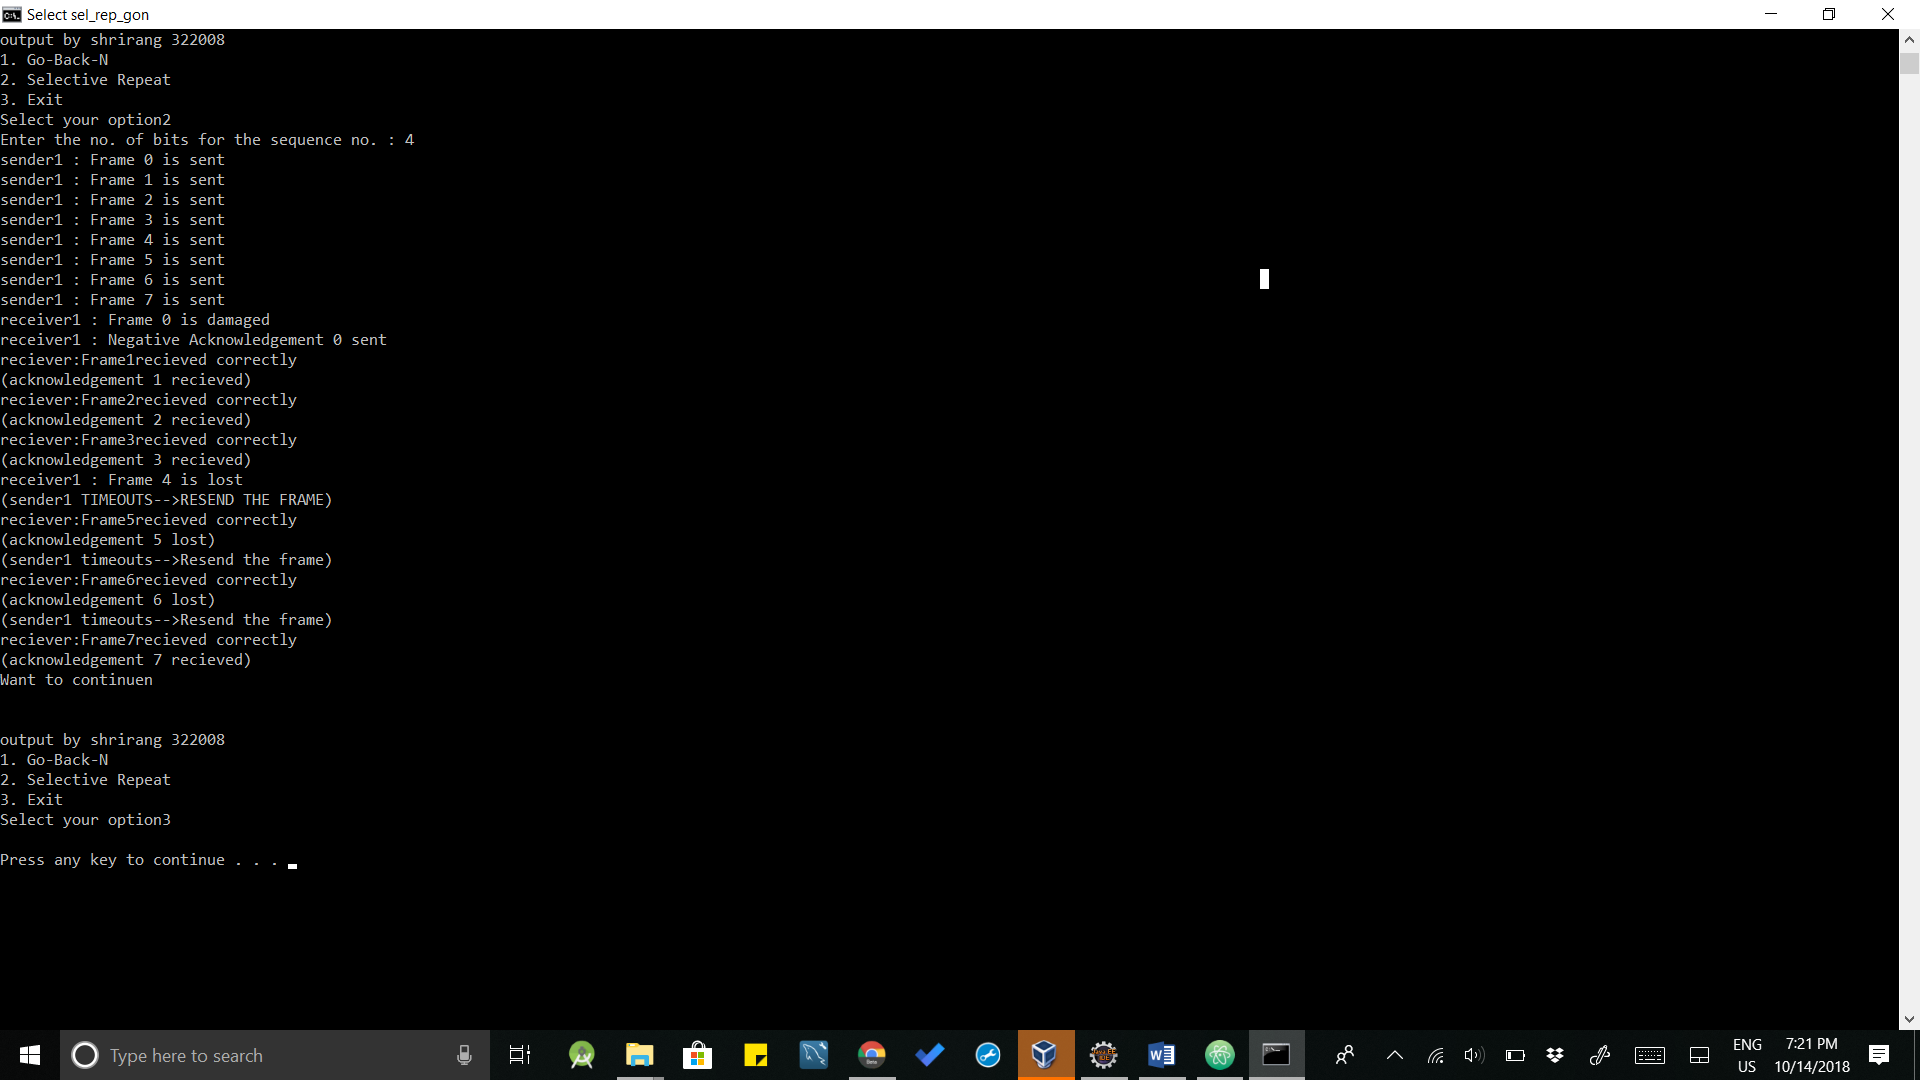 Select sel_rep_gon
output by shrirang 322008
1. Go-Back-N
2. Selective Repeat
3. Exit
Select your option2
Enter the no. of bits for the sequence no. : 4
sender1 : Frame 0 is sent
sender1 : Frame 1 is sent
sender1 : Frame 2 is sent
sender1 : Frame 3 is sent
sender1 : Frame 4 is sent
sender1 : Frame 5 is sent
sender1 : Frame 6 is sent
sender1 : Frame 7 is sent
receiver1 : Frame 0 is damaged
receiver1 : Negative Acknowledgement 0 sent
reciever:Frame1recieved correctly
(acknowledgement 1 recieved)
reciever:Frame2recieved correctly
(acknowledgement 2 recieved)
reciever:Frame3recieved correctly
(acknowledgement 3 recieved)
receiver1 : Frame 4 is lost
(sender1 TIMEOUTS-->RESEND THE FRAME)
reciever:Frame5recieved correctly
(acknowledgement 5 lost)
(sender1 timeouts-->Resend the frame)
reciever:Frame6recieved correctly
(acknowledgement 6 lost)
(sender1 timeouts-->Resend the frame)
reciever:Frame7recieved correctly
(acknowledgement 7 recieved)
Want to continuen
output by shrirang 322008
1. Go-Back-N
2. Selective Repeat
3. Exit
Select your option3
Press any key to continue . . .
Type here to search
ENG
US
7:21 PM
10/14/2018